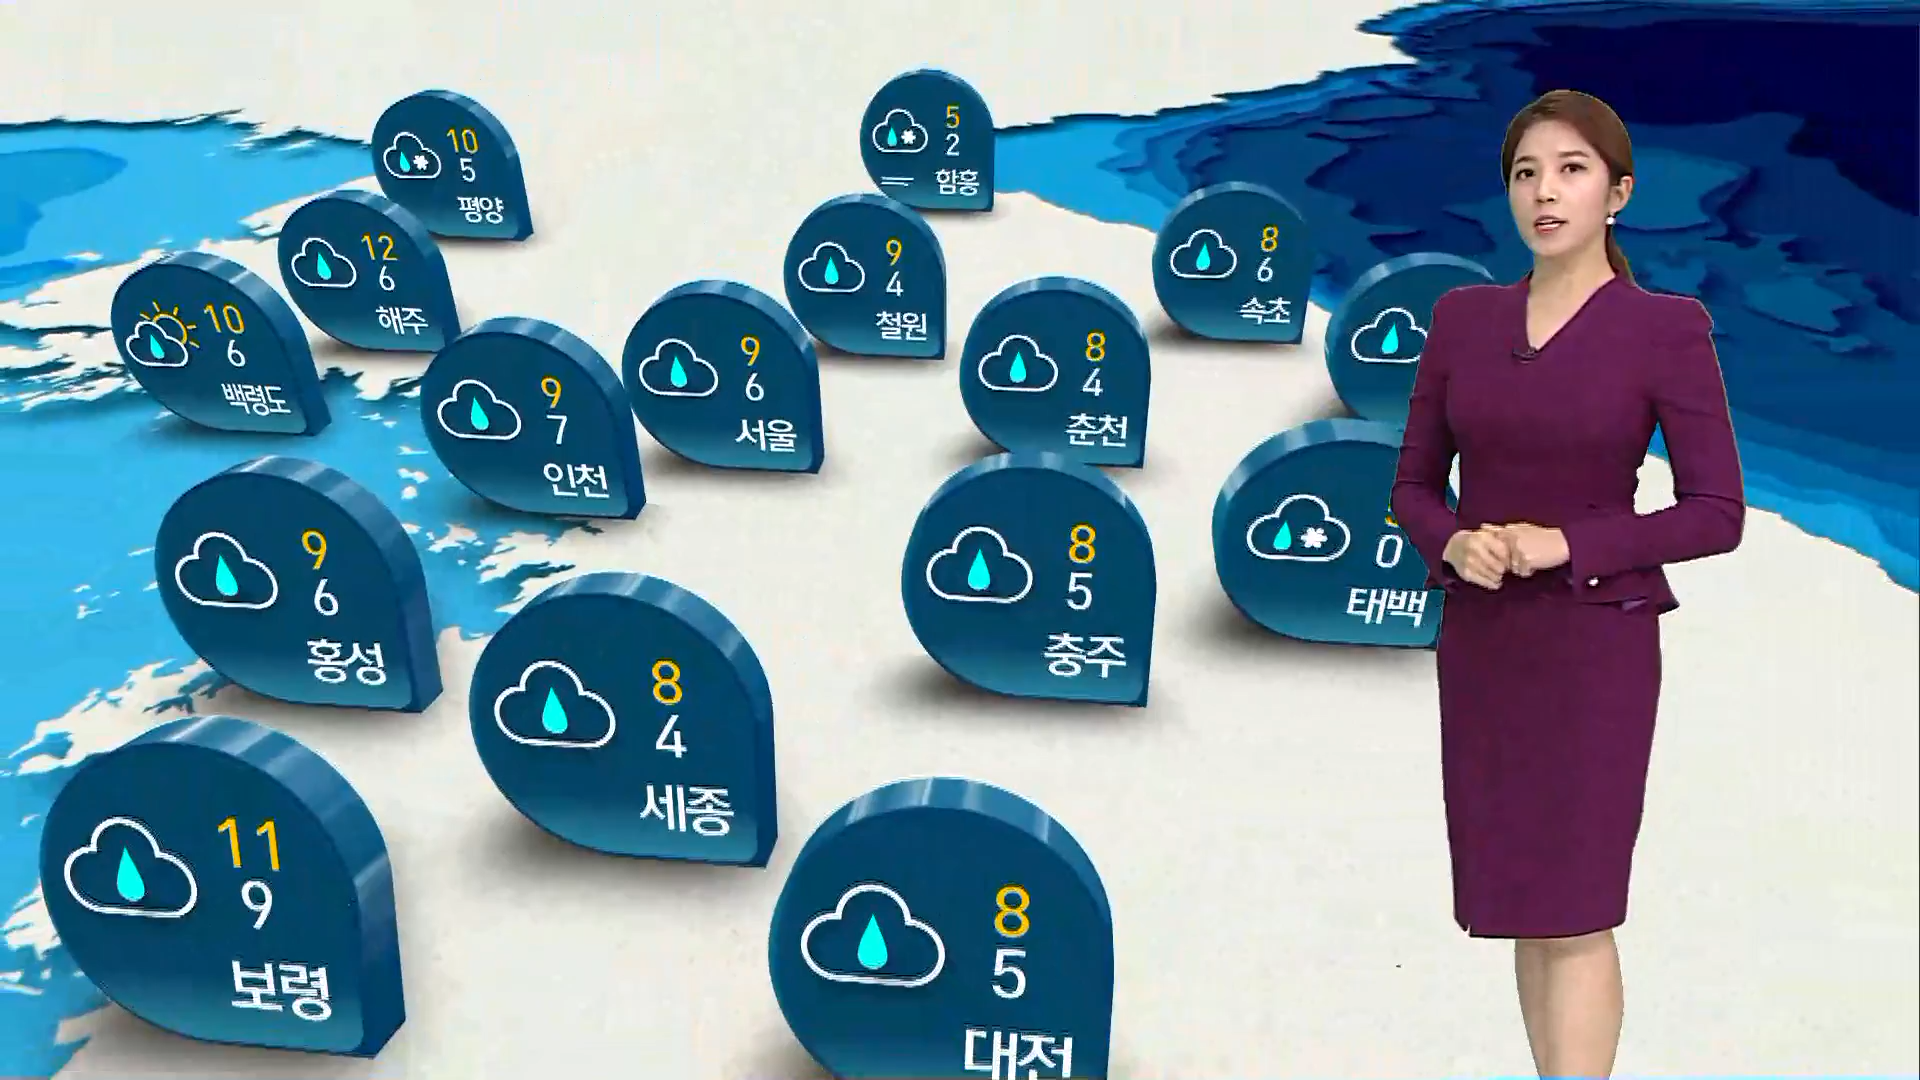 10
5
평양
5
2
함흥
12
6
해주
9
4
철원
8
6
속초
10
6
백령도
9
7
인천
9
6
서울
8
4
춘천
9
6
홍성
8
5
충주
0
태백
8
4
세종
11
9
보령
8
5
대전